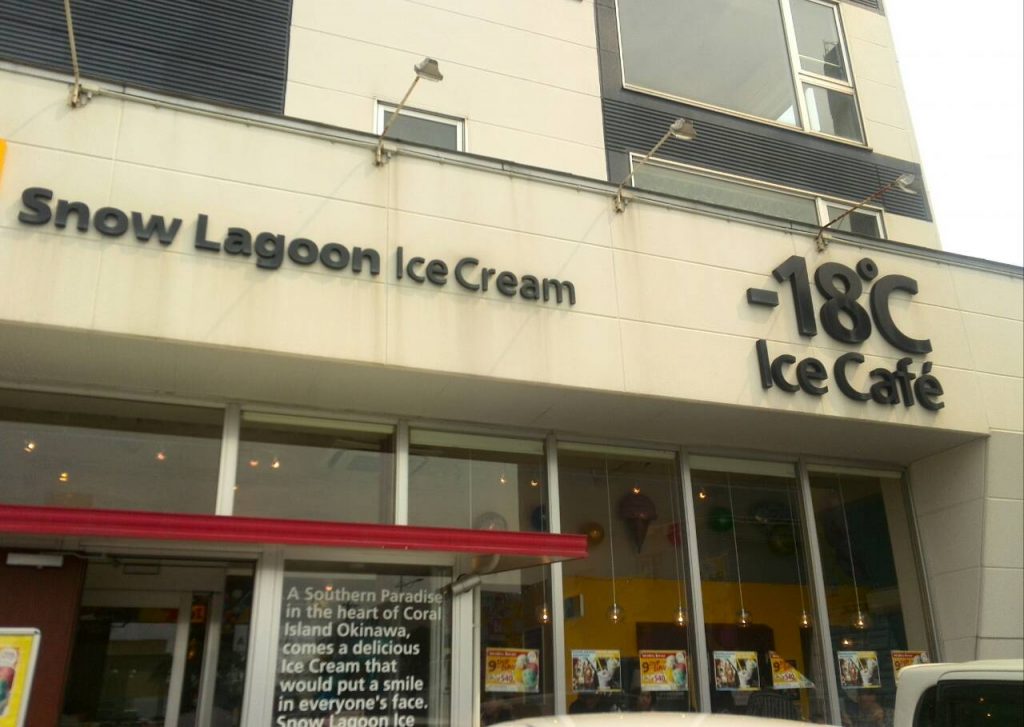 Snow Lagoon Ice Cream
-18°C
Ice Café
A Southern Paradise
in the heart of Coral
Island Okinawa,
comes a delicious
Ice Cream that
would put a smile
in everyone's face.
Snow Lagoon Ice